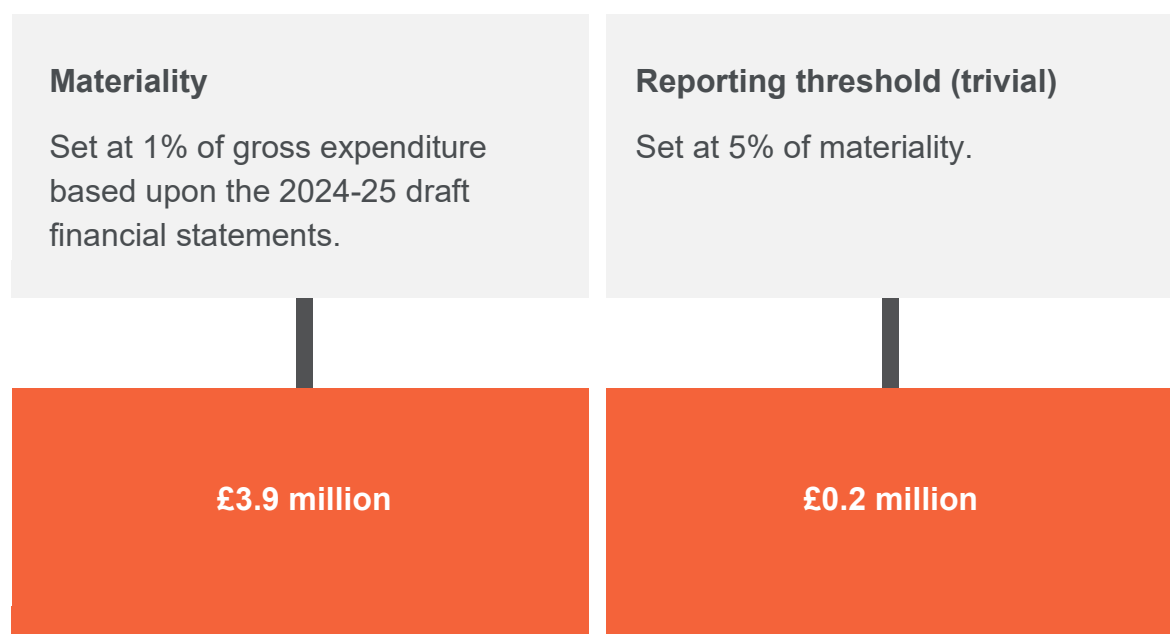 Materiality
Set at 1% of gross expenditure
based upon the 2024-25 draft
financial statements.
£3.9 million
Reporting threshold (trivial)
Set at 5% of materiality.
£0.2 million